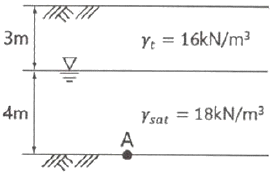 3m
γt = 16kN/m³
4m
γsat = 18kN/m³
A